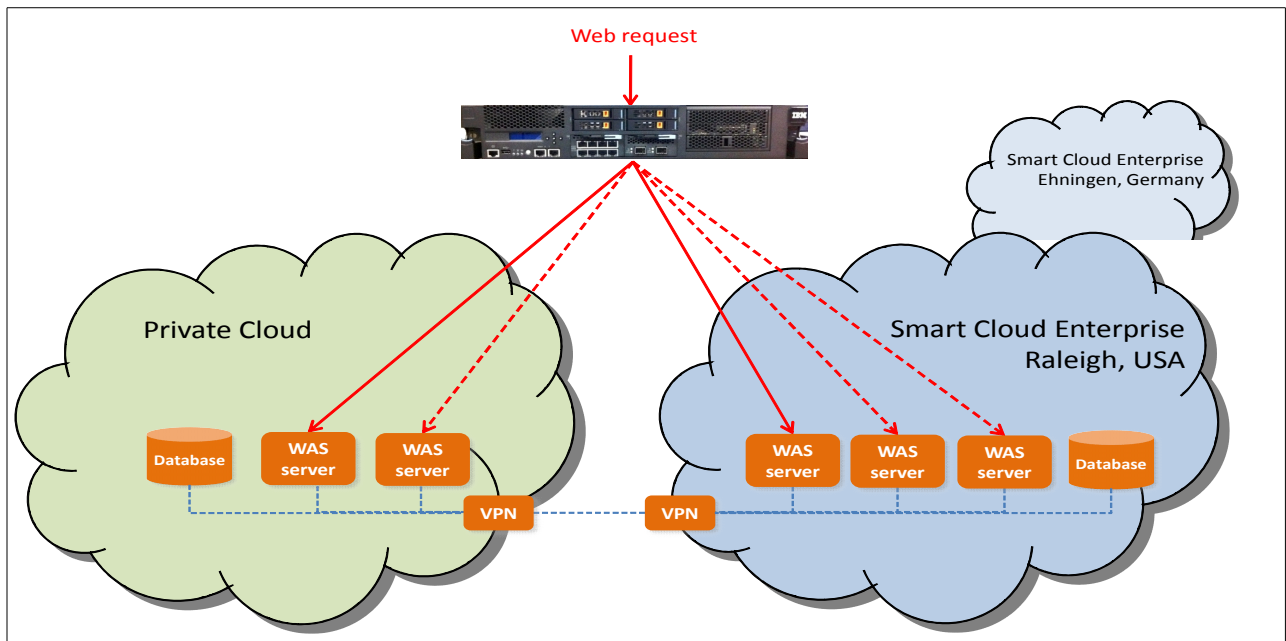 Web request
IBM
Smart Cloud Enterprise
Ehningen, Germany
Private Cloud
Smart Cloud Enterprise
Raleigh, USA
Database
WAS
server
WAS
server
WAS
server
WAS
server
WAS
server
Database
VPN
VPN